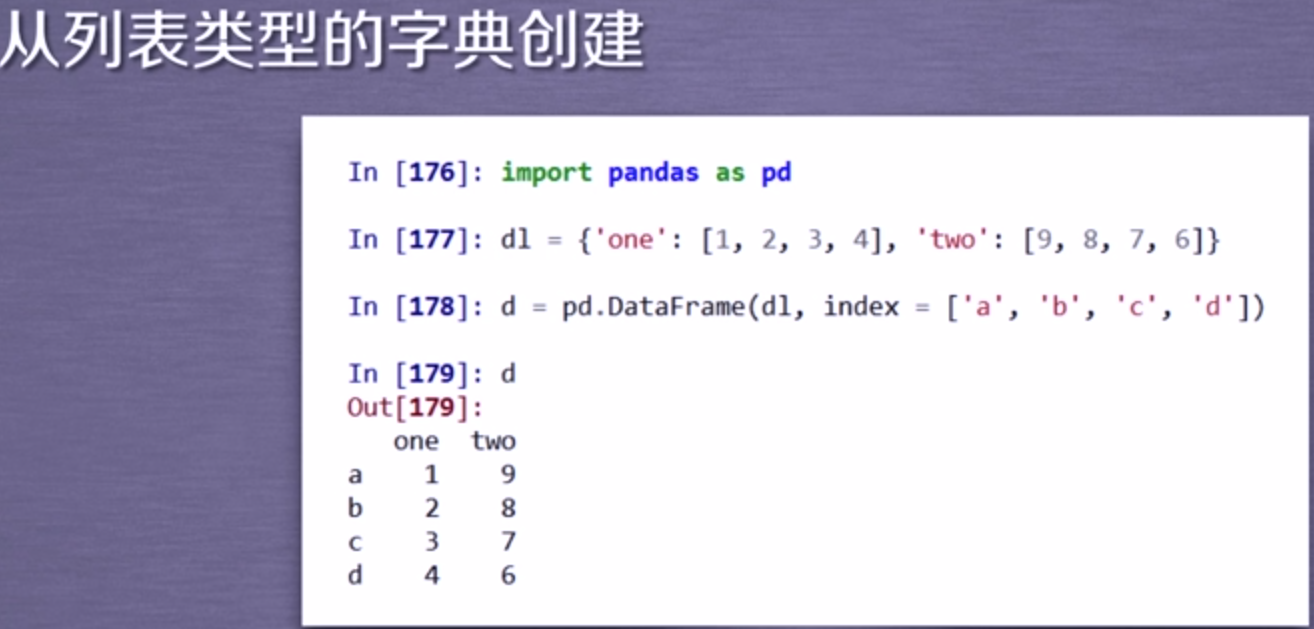 从列表类型的字典创建
In [176]: import pandas as pd
In [177]: dl = {'one': [1, 2, 3, 4], 'two': [9, 8, 7, 6]}
In [178]: d = pd.DataFrame(dl, index = ['a', 'b', 'c', 'd'])
In [179]: d
Out[179]:
   one  two
a    1    9
b    2    8
c    3    7
d    4    6